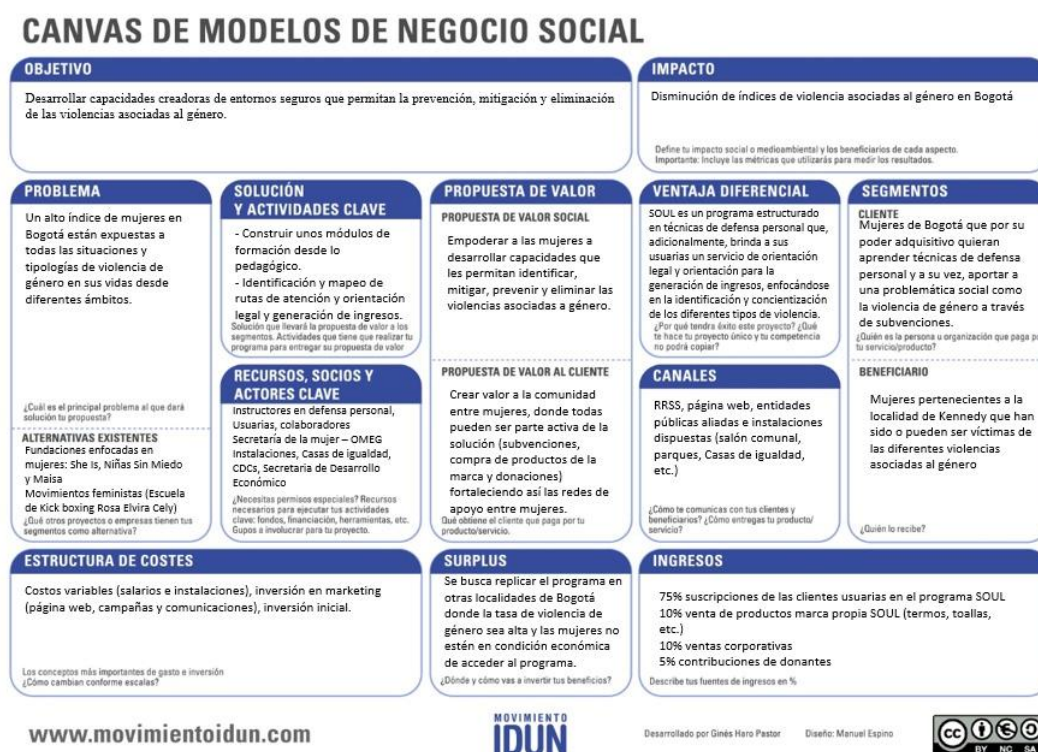 CANVAS DE MODELOS DE NEGOCIO SOCIAL
OBJETIVO
Desarrollar capacidades creadoras de entornos seguros que permitan la prevención, mitigación y eliminación
de las violencias asociadas al género.
IMPACTO
Disminución de índices de violencia asociadas al género en Bogotá
Define tu impacto social o medioambiental y los beneficiarios de cada aspecto.
Importante: Incluye las métricas que utilizarás para medir los resultados.
PROBLEMA
Un alto índice de mujeres en
Bogotá están expuestas a
todas las situaciones y
tipologías de violencia de
género en sus vidas desde
diferentes ámbitos.
¿Cuál es el principal problema al que dará
solución tu propuesta?
ALTERNATIVAS EXISTENTES
Fundaciones enfocadas en
mujeres: She Is, Niñas Sin Miedo
y Maisa
Movimientos feministas (Escuela
de Kick boxing Rosa Elvira Cely)
¿Qué otros proyectos o empresas tienen tus
segmentos como alternativa?
SOLUCIÓN
Y ACTIVIDADES CLAVE
- Construir unos módulos de
formación desde lo
pedagógico.
- Identificación y mapeo de
rutas de atención y orientación
legal y generación de ingresos.
Solución que llevará la propuesta de valor a los
segmentos. Actividades que tiene que realizar tu
programa para entregar su propuesta de valor
RECURSOS, SOCIOS Y
ACTORES CLAVE
Instructores en defensa personal,
Usuarias, colaboradores
Secretaría de la mujer – OMEG
Instalaciones, Casas de igualdad,
CDCs, Secretaria de Desarrollo
Económico
¿Necesitas permisos especiales? Recursos
necesarios para ejecutar tus actividades
clave: fondos, financiación, herramientas, etc.
Gupos a involucrar para tu proyecto.
PROPUESTA DE VALOR
PROPUESTA DE VALOR SOCIAL
Empoderar a las mujeres a
desarrollar capacidades que
les permitan identificar,
mitigar, prevenir y eliminar las
violencias asociadas a género.
PROPUESTA DE VALOR AL CLIENTE
Crear valor a la comunidad
entre mujeres, donde todas
pueden ser parte activa de la
solución (subvenciones,
compra de productos de la
marca y donaciones)
fortaleciendo así las redes de
apoyo entre mujeres.
Qué obtiene el cliente que paga por tu
producto/servicio.
VENTAJA DIFERENCIAL
SOUL es un programa estructurado
en técnicas de defensa personal que,
adicionalmente, brinda a sus
usuarias un servicio de orientación
legal y orientación para la
generación de ingresos, enfocándose
en la identificación y concientización
de los diferentes tipos de violencia.
¿Por qué tendra éxito este proyecto? ¿Qué
te hace tu proyecto único y tu competencia
no podrá copiar?
CANALES
RRSS, página web, entidades
públicas aliadas e instalaciones
dispuestas (salón comunal,
parques, Casas de igualdad,
etc.)
¿Cómo te comunicas con tus clientes y
beneficiarios? ¿Cómo entregas tu producto/
servicio?
SEGMENTOS
CLIENTE
Mujeres de Bogotá que por su
poder adquisitivo quieran
aprender técnicas de defensa
personal y a su vez, aportar a
una problemática social como
la violencia de género a través
de subvenciones.
¿Quién es la persona u organización que paga
tu servicio/producto?
BENEFICIARIO
Mujeres pertenecientes a la
localidad de Kennedy que han
sido o pueden ser víctimas de
las diferentes violencias
asociadas al género
¿Quién lo recibe?
ESTRUCTURA DE COSTES
Costos variables (salarios e instalaciones), inversión en marketing
(página web, campañas y comunicaciones), inversión inicial.
Los conceptos más importantes de gasto e inversión
¿Cómo cambian conforme escalas?
SURPLUS
Se busca replicar el programa en
otras localidades de Bogotá
donde la tasa de violencia de
género sea alta y las mujeres no
estén en condición económica
de acceder al programa.
¿Dónde y cómo vas a invertir tus beneficios?
INGRESOS
75% suscripciones de las clientes usuarias en el programa SOUL
10% venta de productos marca propia SOUL (termos, toallas,
etc.)
10% ventas corporativas
5% contribuciones de donantes
Describe tus fuentes de ingresos en %
www.movimientoidun.com
MOVIMIENTO
IDUN
Desarrollado por Ginés Haro Pastor
Diseño: Manuel Espino
cc
BY NC SA